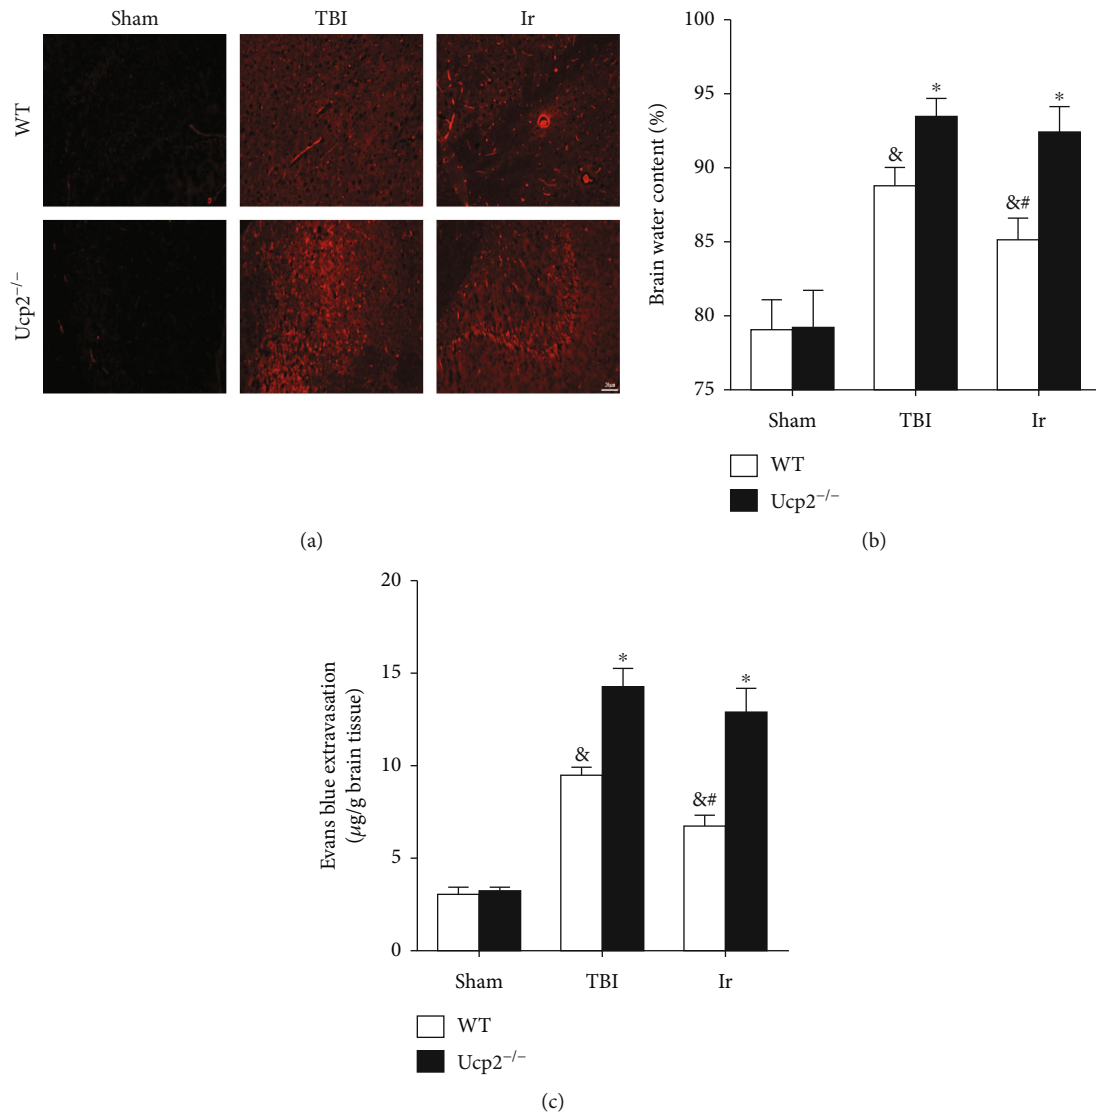 Sham TBI Ir
WT
Ucp2−/−
(a)
Brain water content (%)
100
95
90
85
80
75
& * &# *
Sham TBI Ir
WT
Ucp2−/−
(b)
Evans blue extravasation
(μg/g brain tissue)
20
15
10
5
0
& * &# *
Sham TBI Ir
WT
Ucp2−/−
(c)